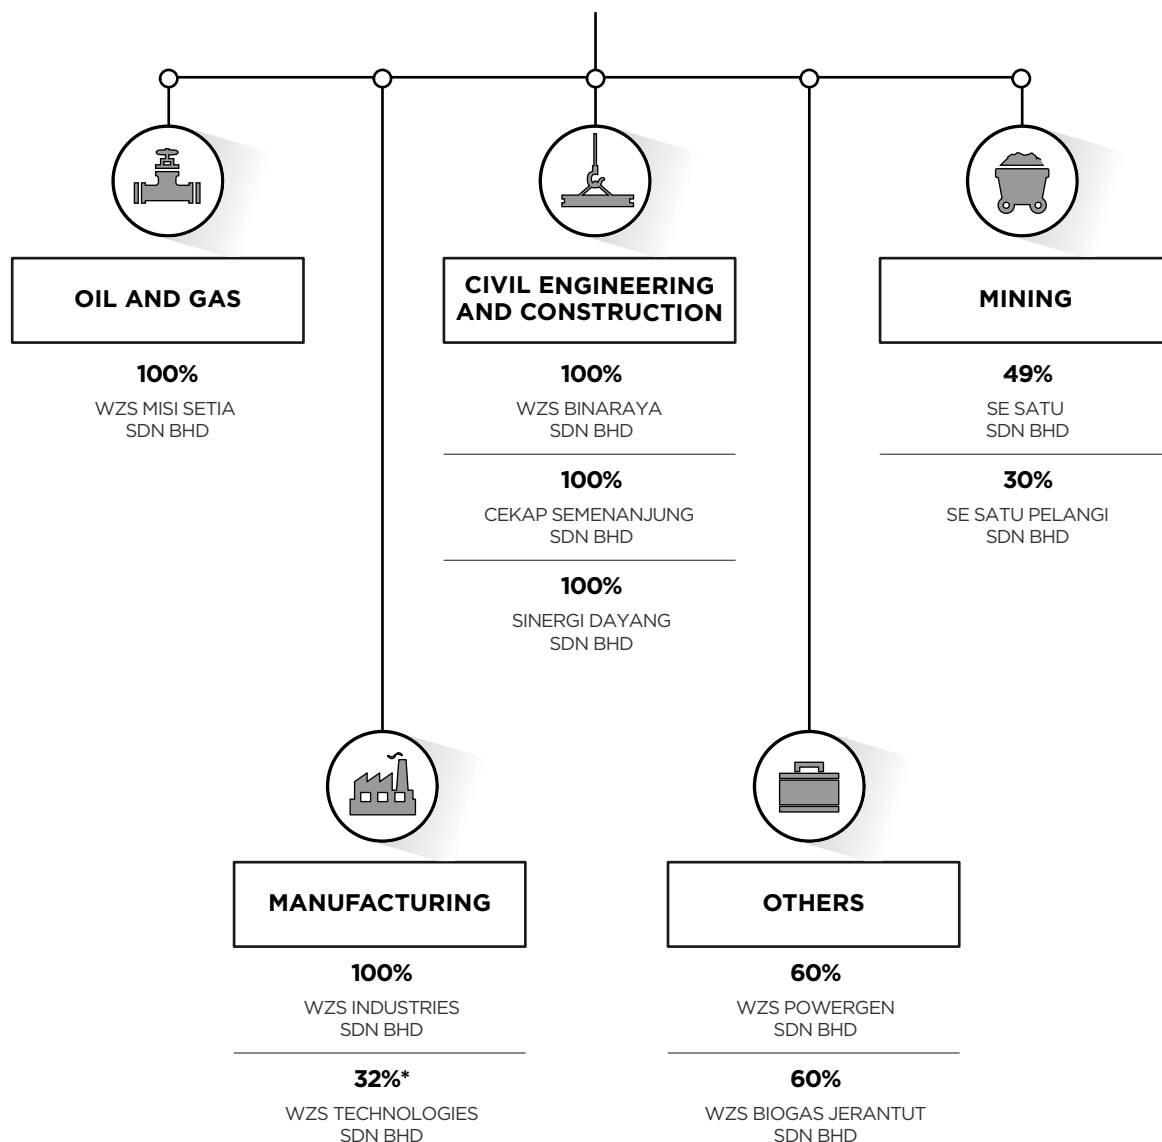 OIL AND GAS
100%
WZS MISI SETIA
SDN BHD
CIVIL ENGINEERING
AND CONSTRUCTION
100%
WZS BINARAYA
SDN BHD
100%
CEKAP SEMENANJUNG
SDN BHD
100%
SINERGI DAYANG
SDN BHD
MINING
49%
SE SATU
SDN BHD
30%
SE SATU PELANGI
SDN BHD
MANUFACTURING
100%
WZS INDUSTRIES
SDN BHD
32%*
WZS TECHNOLOGIES
SDN BHD
OTHERS
60%
WZS POWERGEN
SDN BHD
60%
WZS BIOGAS JERANTUT
SDN BHD